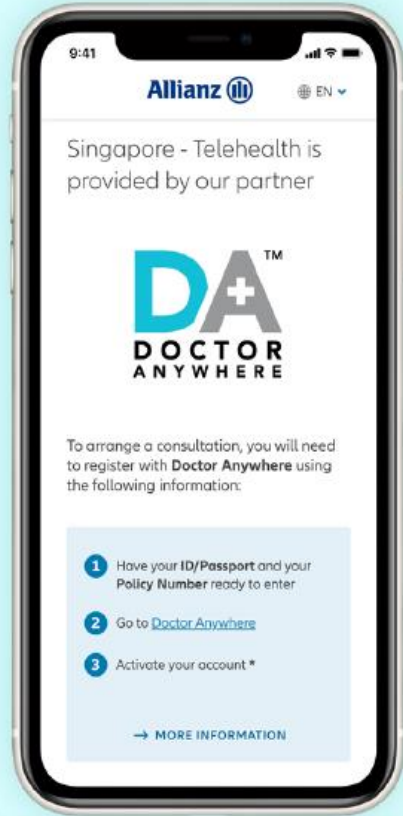 9:41
Allianz
EN
Singapore - Telehealth is
provided by our partner
DA™
DOCTOR
ANYWHERE
To arrange a consultation, you will need
to register with Doctor Anywhere using
the following information:
1 Have your ID/Passport and your
Policy Number ready to enter
2 Go to Doctor Anywhere
3 Activate your account *
→ MORE INFORMATION